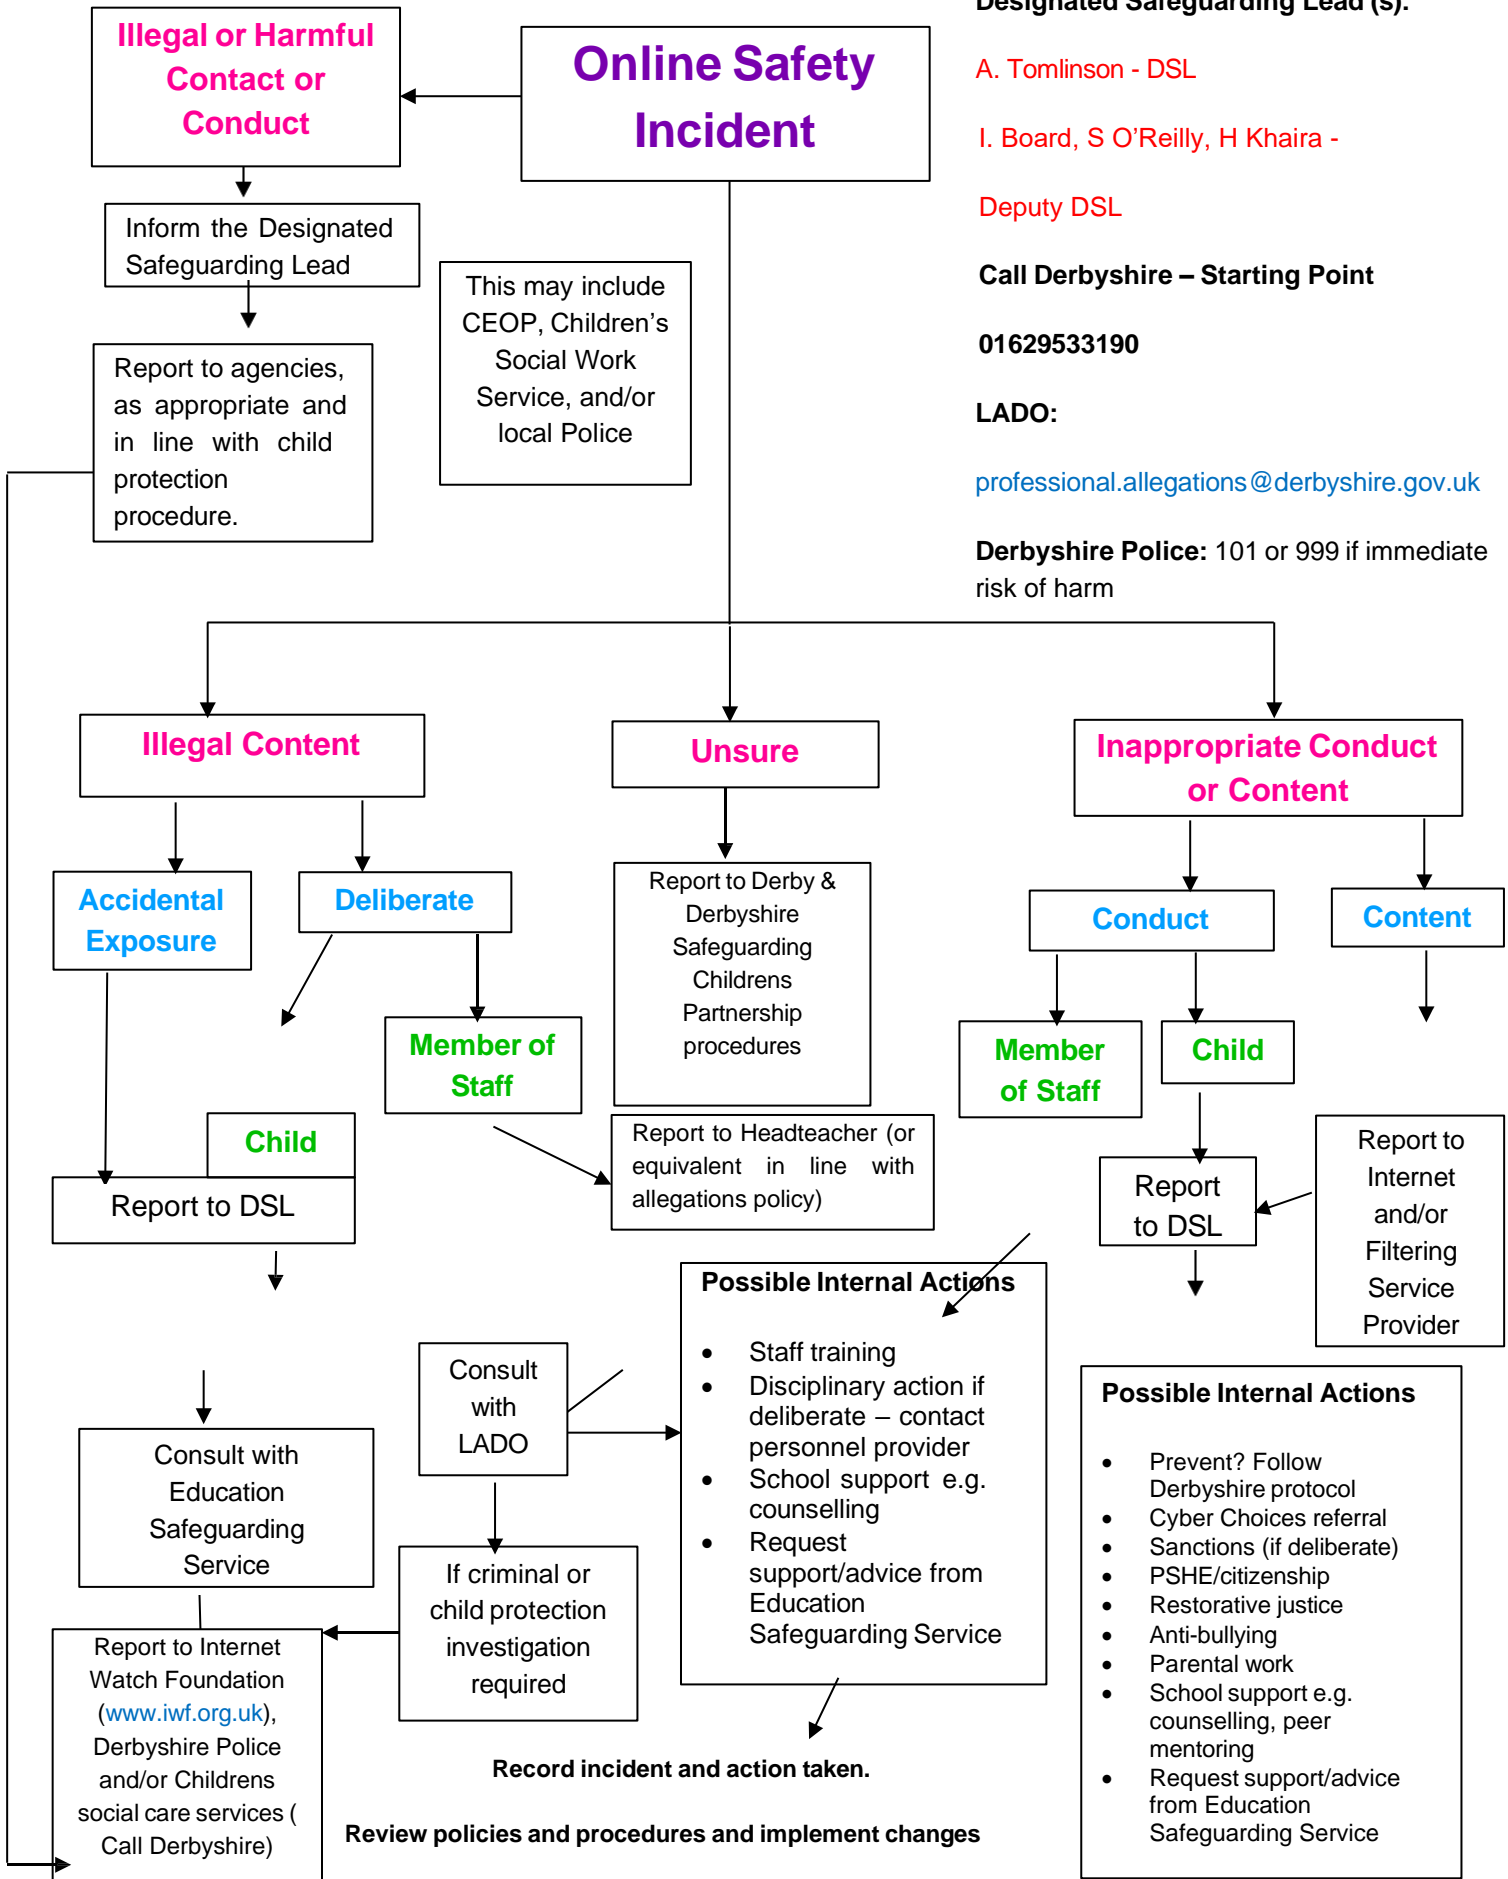 Designated Safeguarding Lead (s):
Illegal or Harmful
Contact or
Conduct
Online Safety
Incident
A. Tomlinson - DSL
I. Board, S O’Reilly, H Khaira -
Deputy DSL
Inform the Designated
Safeguarding Lead
This may include
CEOP, Children’s
Social Work
Service, and/or
local Police
Call Derbyshire – Starting Point
01629533190
Report to agencies,
as appropriate and
in line with child
protection
procedure.
LADO:
professional.allegations@derbyshire.gov.uk
Derbyshire Police: 101 or 999 if immediate
risk of harm
Illegal Content
Unsure
Inappropriate Conduct
or Content
Accidental
Exposure
Deliberate
Report to Derby &
Derbyshire
Safeguarding
Childrens
Partnership
procedures
Conduct
Content
Member of
Staff
Member
of Staff
Child
Child
Report to DSL
Report to Headteacher (or
equivalent in line with
allegations policy)
Report
to DSL
Report to
Internet
and/or
Filtering
Service
Provider
Possible Internal Actions
• Staff training
• Disciplinary action if
deliberate – contact
personnel provider
• School support e.g.
counselling
• Request
support/advice from
Education
Safeguarding Service
Consult
with
LADO
Consult with
Education
Safeguarding
Service
If criminal or
child protection
investigation
required
Possible Internal Actions
• Prevent? Follow
Derbyshire protocol
• Cyber Choices referral
• Sanctions (if deliberate)
• PSHE/citizenship
• Restorative justice
• Anti-bullying
• Parental work
• School support e.g.
counselling, peer
mentoring
• Request support/advice
from Education
Safeguarding Service
Report to Internet
Watch Foundation
(www.iwf.org.uk),
Derbyshire Police
and/or Childrens
social care services (
Call Derbyshire)
Record incident and action taken.
Review policies and procedures and implement changes